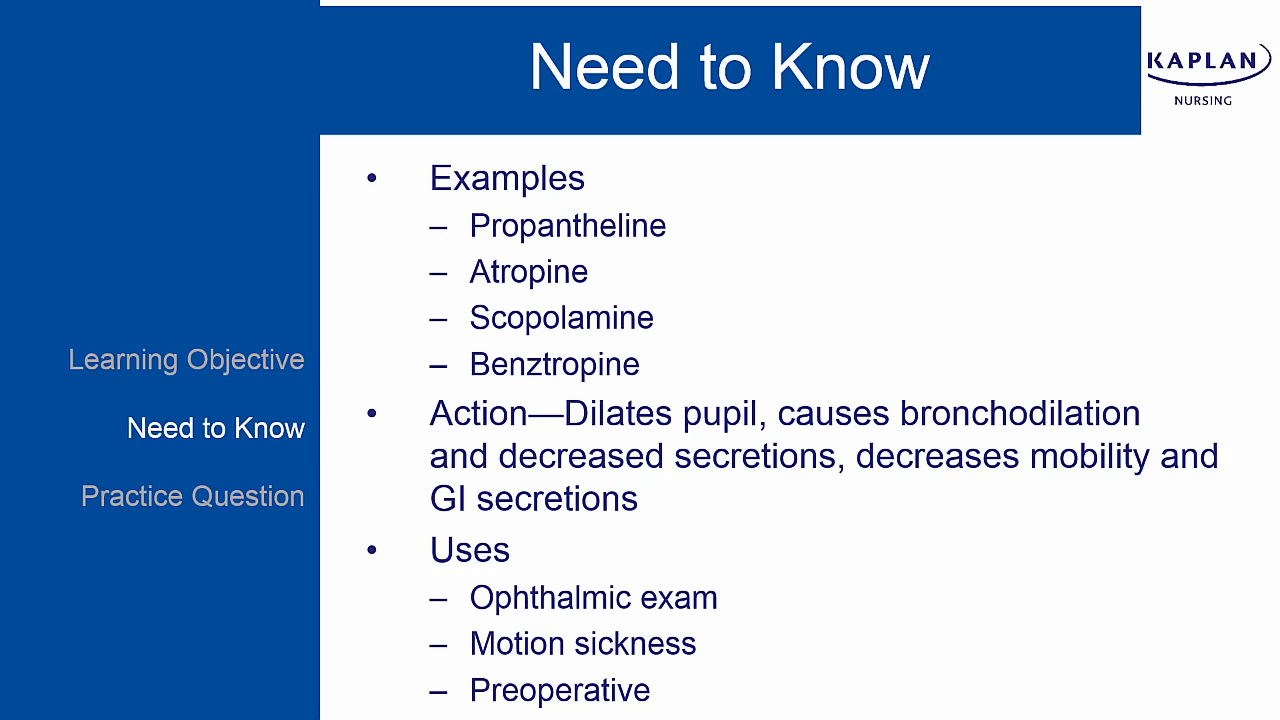 Need to Know
KAPLAN
NURSING
Learning Objective
Need to Know
Practice Question
• Examples
– Propantheline
– Atropine
– Scopolamine
– Benztropine
• Action—Dilates pupil, causes bronchodilation
and decreased secretions, decreases mobility and
GI secretions
• Uses
– Ophthalmic exam
– Motion sickness
– Preoperative